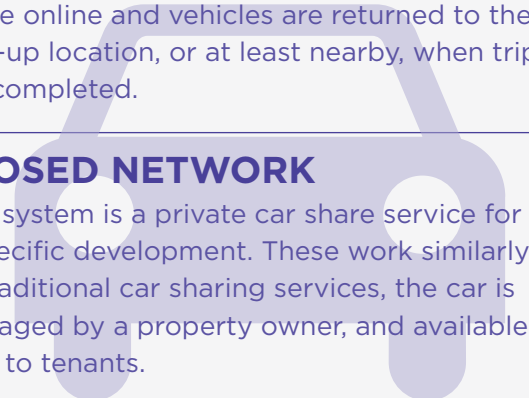 e online and vehicles are returned to the
-up location, or at least nearby, when trip
completed.
OSED NETWORK
system is a private car share service for
ecific development. These work similarly
aditional car sharing services, the car is
aged by a property owner, and available
to tenants.